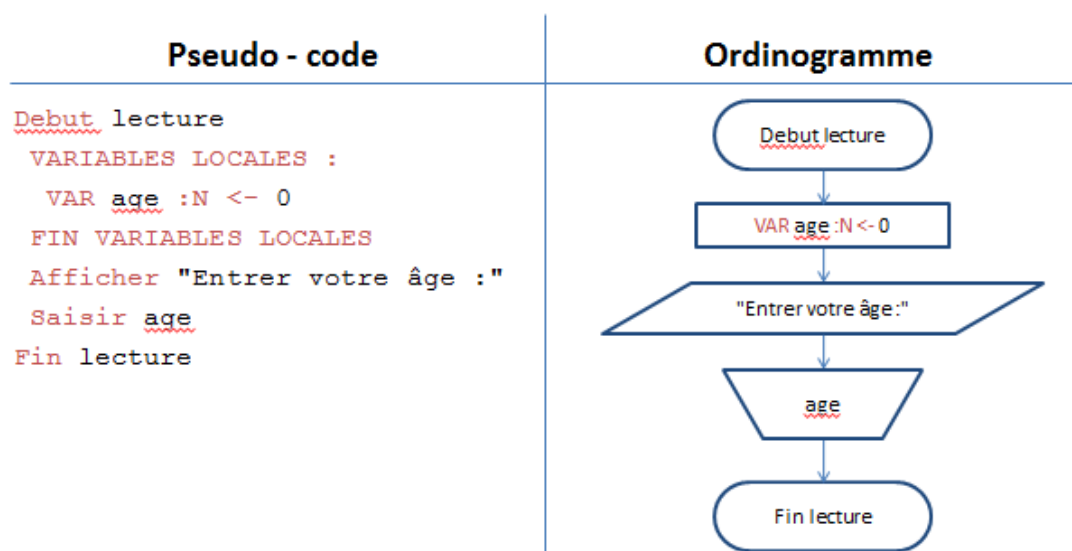 Pseudo - code
Debut lecture
VARIABLES LOCALES :
VAR age :N <- 0
FIN VARIABLES LOCALES
Afficher "Entrer votre âge :"
Saisir age
Fin lecture
Ordinogramme
Debut lecture
VAR age :N <- 0
"Entrer votre âge :"
age
Fin lecture